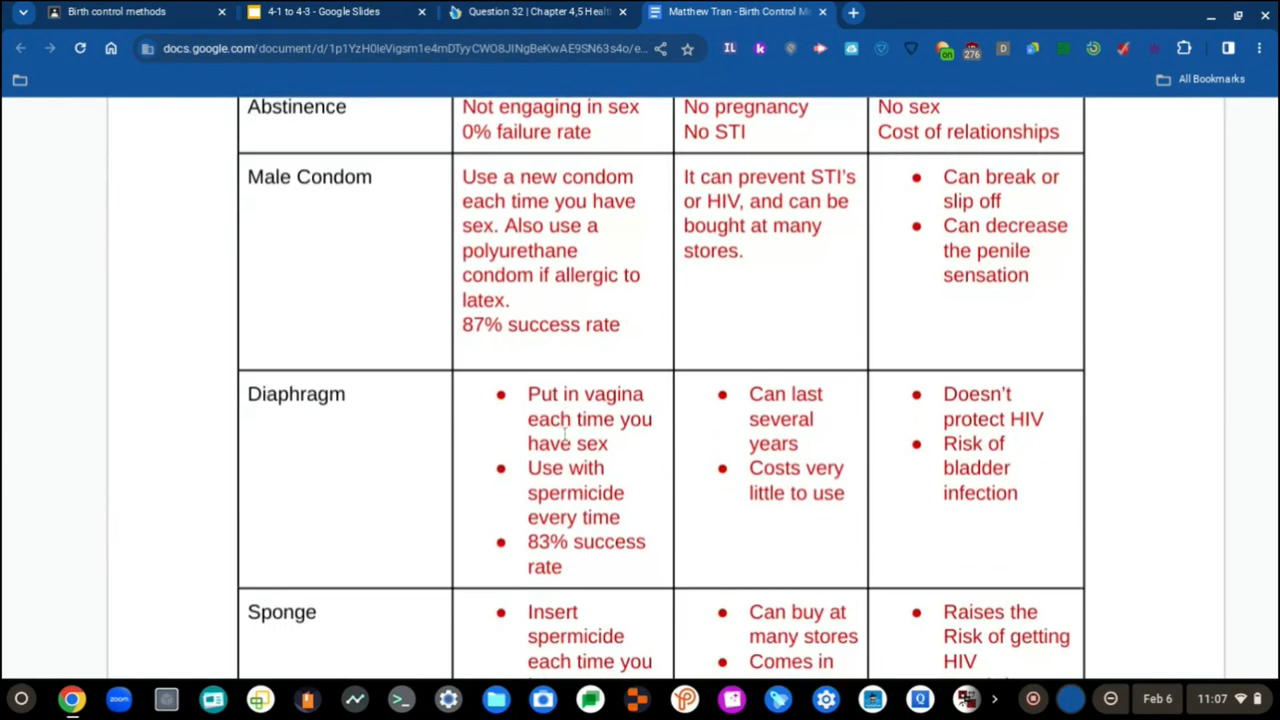 Birth control methods
4-1 to 4-3 - Google Slides
Question 32 | Chapter 4,5 Healt
Matthew Tran - Birth Control M
docs.google.com/document/d/1p1YzH0leVigsm1e4mDTyyCWO8JINgBeKwAE9SN63s4o/e...
IL
k
on
276
D
All Bookmarks
Abstinence
Not engaging in sex
0% failure rate
No pregnancy
No STI
No sex
Cost of relationships
Male Condom
Use a new condom
each time you have
sex. Also use a
polyurethane
condom if allergic to
latex.
87% success rate
It can prevent STI's
or HIV, and can be
bought at many
stores.
● Can break or
slip off
● Can decrease
the penile
sensation
Diaphragm
● Put in vagina
each time you
have sex
● Use with
spermicide
every time
● 83% success
rate
● Can last
several
years
● Costs very
little to use
● Doesn't
protect HIV
● Risk of
bladder
infection
Sponge
● Insert
spermicide
each time you
● Can buy at
many stores
● Comes in
● Raises the
Risk of getting
HIV
zoom
Q
Feb 6
11:07